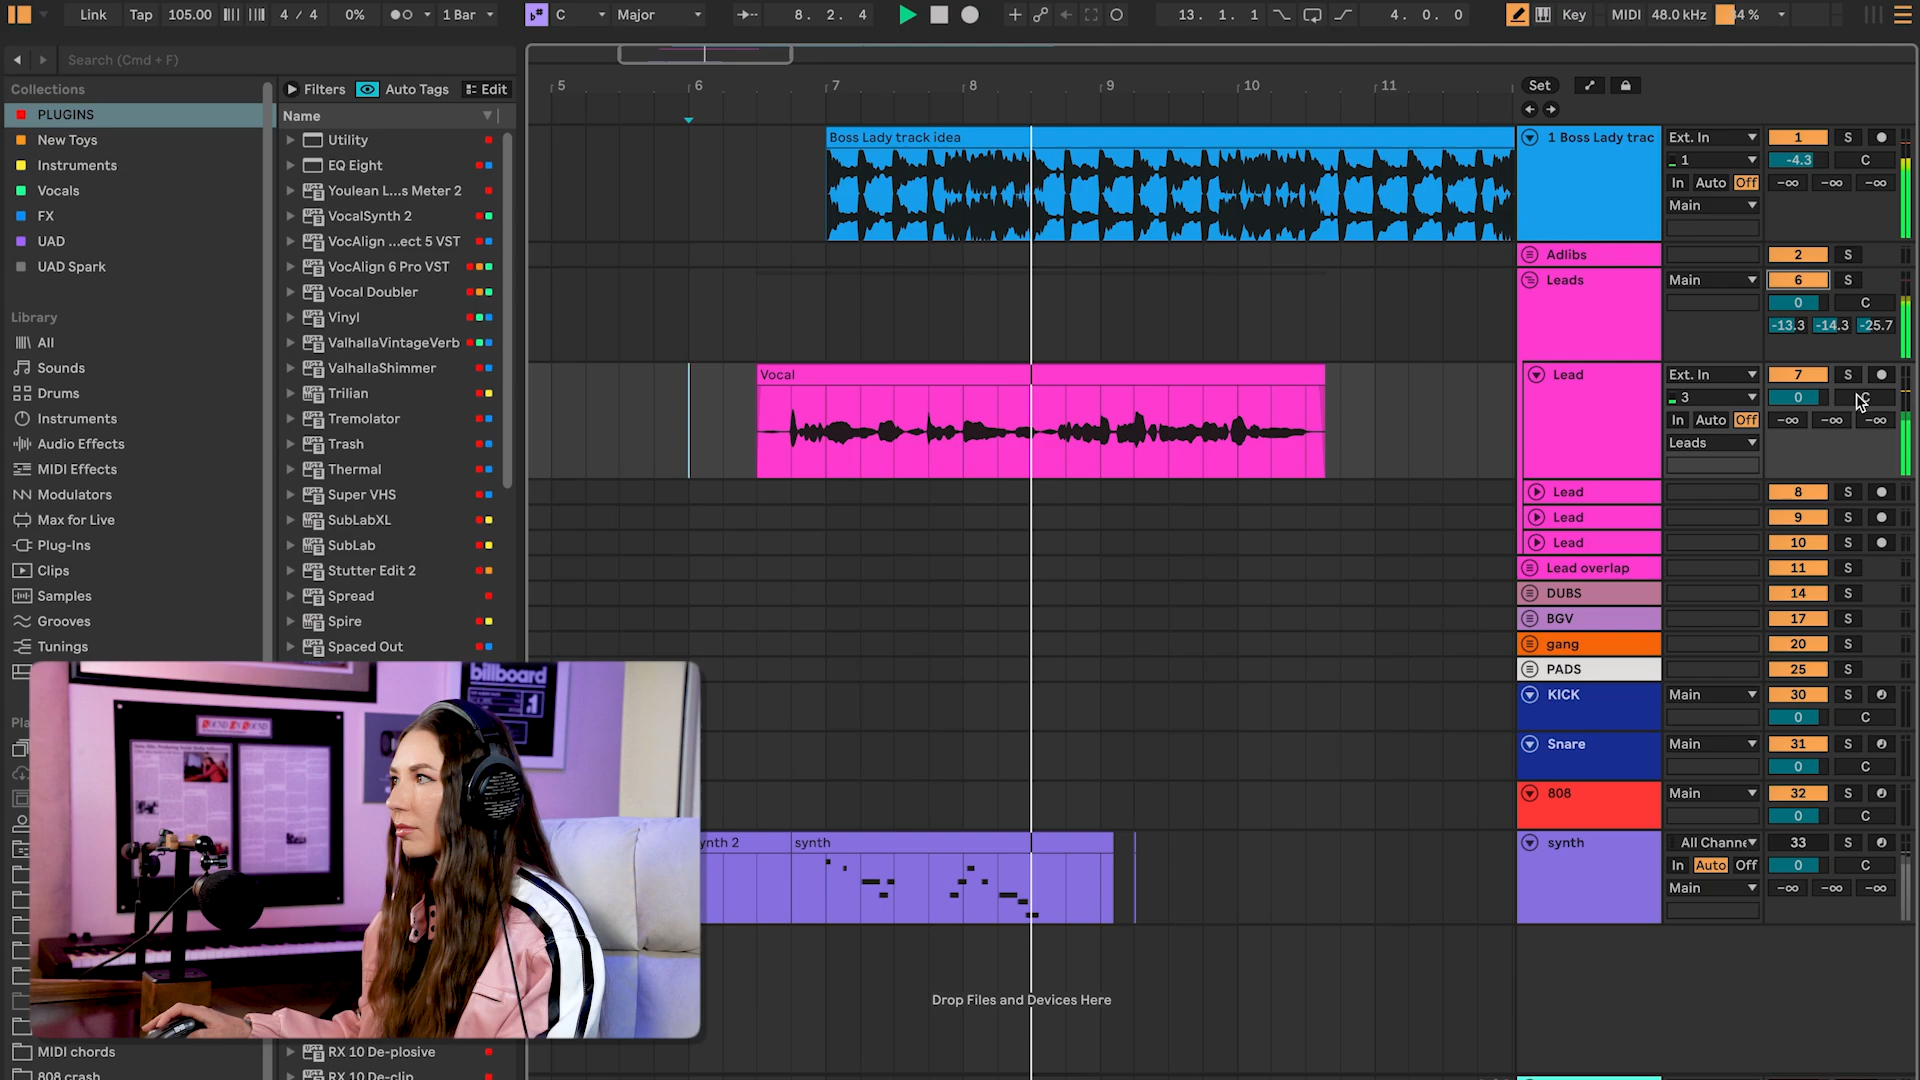 Link Tap 105.00 4 / 4 0% 1 Bar C Major 8. 2. 4 13. 1. 1 4. 0. 0 Key MIDI 48.0 kHz 34 %
Search (Cmd + F)
Collections
PLUGINS
New Toys
Instruments
Vocals
FX
UAD
UAD Spark
Library
All
Sounds
Drums
Instruments
Audio Effects
MIDI Effects
Modulators
Max for Live
Plug-Ins
Clips
Samples
Grooves
Tunings
MIDI chords
808 crash
Filters Auto Tags Edit
Name
Utility
EQ Eight
Youlean L...s Meter 2
VocalSynth 2
VocAlign ...ect 5 VST
VocAlign 6 Pro VST
Vocal Doubler
Vinyl
ValhallaVintageVerb
ValhallaShimmer
Trilian
Tremolator
Trash
Thermal
Super VHS
SubLabXL
SubLab
Stutter Edit 2
Spread
Spire
Spaced Out
RX 10 De-plosive
RX 10 De-clip
5 6 7 8 9 10 11
Set
Boss Lady track idea
Vocal
synth
Drop Files and Devices Here
1 Boss Lady trac Ext. In 1 S
1 -4.3 C
In Auto Off -∞ -∞ -∞
Main
Adlibs 2 S
Leads Main 6 S
0 C
-13.3 -14.3 -25.7
Lead Ext. In 7 S
3 0 C
In Auto Off -∞ -∞ -∞
Leads
Lead 8 S
Lead 9 S
Lead 10 S
Lead overlap 11 S
DUBS 14 S
BGV 17 S
gang 20 S
PADS 25 S
KICK Main 30 S
0 C
Snare Main 31 S
0 C
808 Main 32 S
0 C
synth All Channe 33 S
In Auto Off 0 C
Main -∞ -∞ -∞
billboard